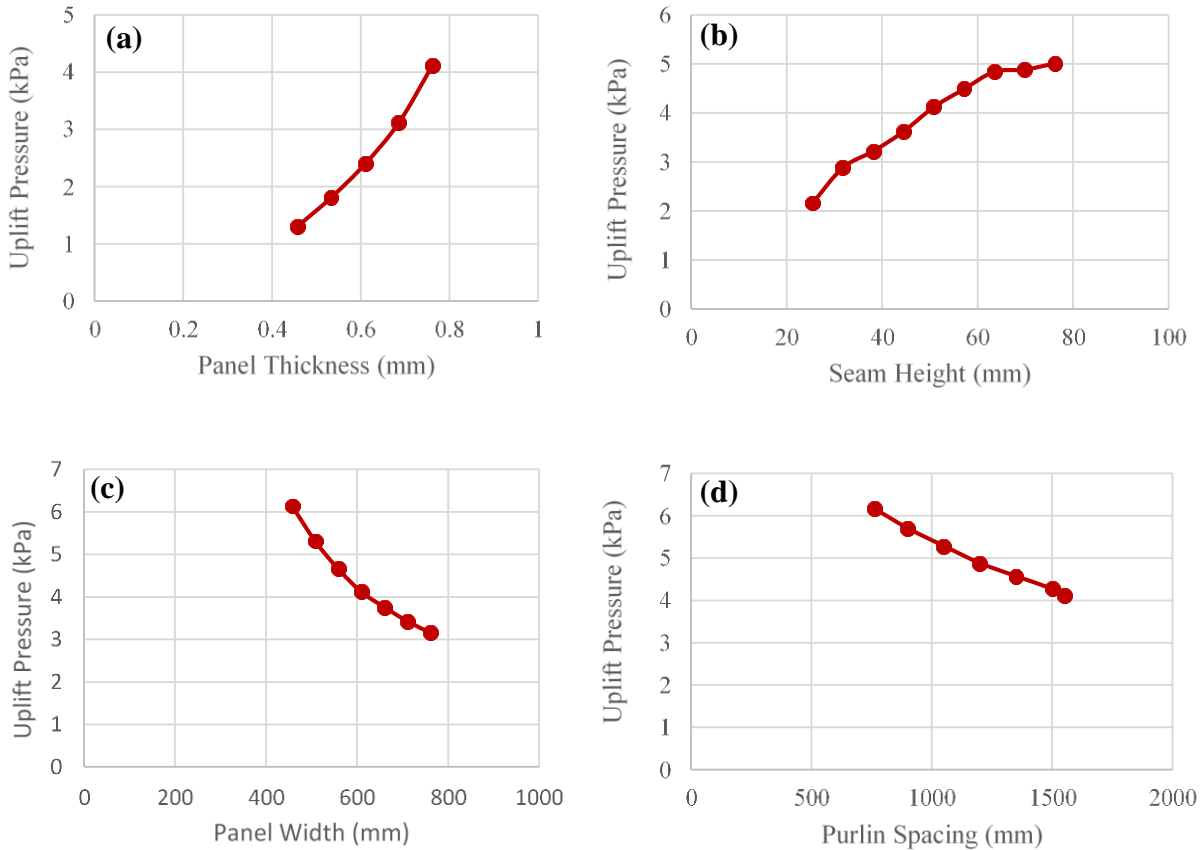 (a)
Uplift Pressure (kPa)
5
4
3
2
1
0
0 0.2 0.4 0.6 0.8 1
Panel Thickness (mm)
(b)
Uplift Pressure (kPa)
6
5
4
3
2
1
0
0 20 40 60 80 100
Seam Height (mm)
(c)
Uplift Pressure (kPa)
7
6
5
4
3
2
1
0
0 200 400 600 800 1000
Panel Width (mm)
(d)
Uplift Pressure (kPa)
7
6
5
4
3
2
1
0
0 500 1000 1500 2000
Purlin Spacing (mm)